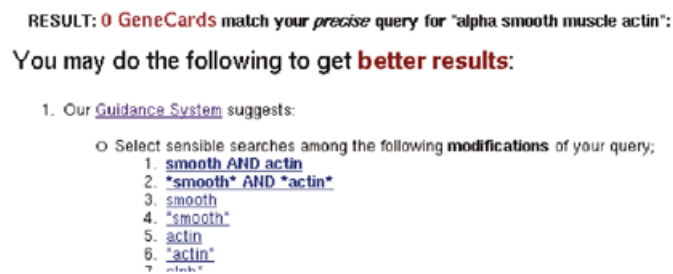 RESULT: 0 GeneCards match your precise query for "alpha smooth muscle actin":
You may do the following to get better results:
1. Our Guidance System suggests:
o Select sensible searches among the following modifications of your query;
1. smooth AND actin
2. *smooth* AND *actin*
3. smooth
4. *smooth*
5. actin
6. *actin*
7. alph*